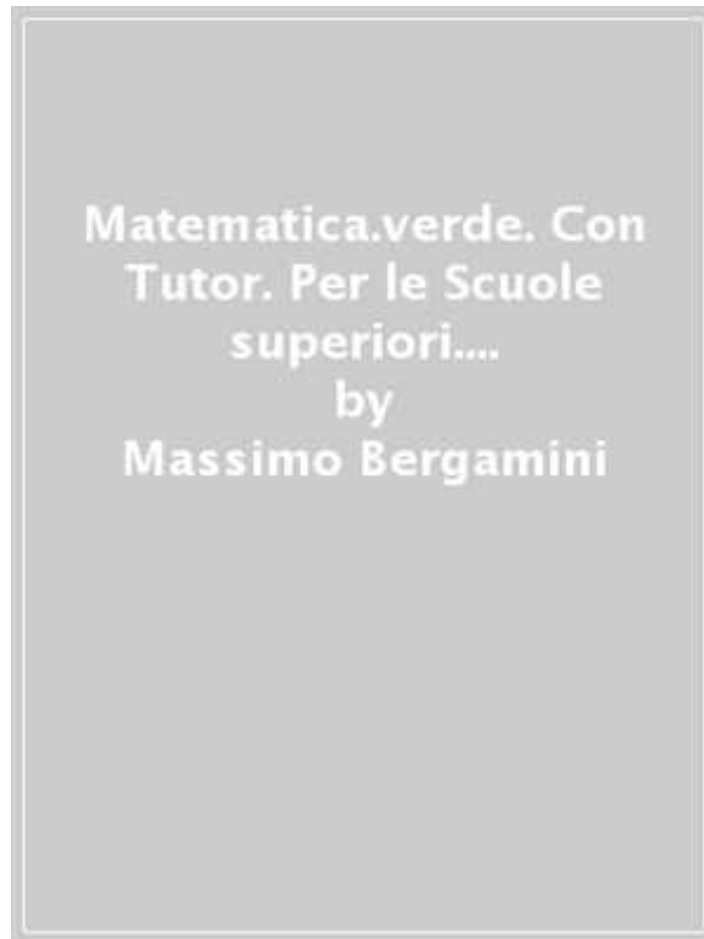 Matematica.verde. Con
Tutor. Per le Scuole
superiori....
by
Massimo Bergamini